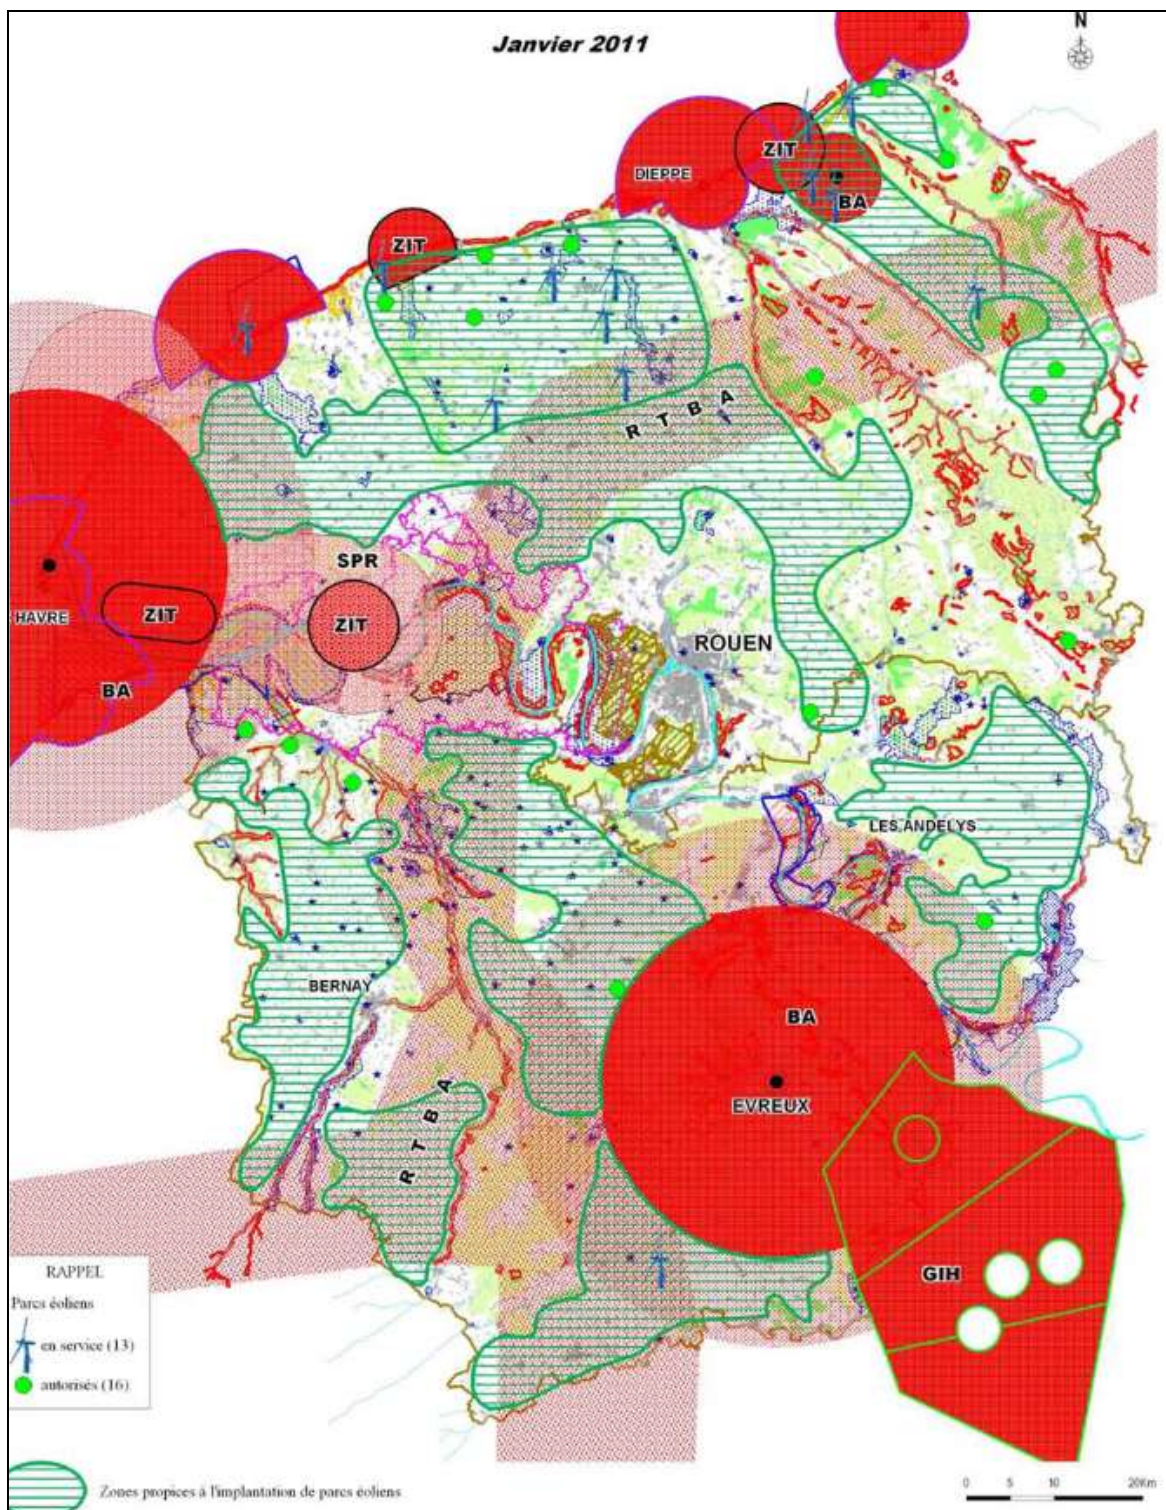 Janvier 2011
N
ZIT
DIEPPE
BA
ZIT
R T B A
SPR
ZIT
ZIT
HAVRE
ROUEN
BA
LES ANDELYS
BERNAY
BA
EVREUX
R T B A
GIH
RAPPEL
Parcs éoliens
en service (13)
autorisés (16)
Zones propices à l'implantation de parcs éoliens
0 5 10 20Km